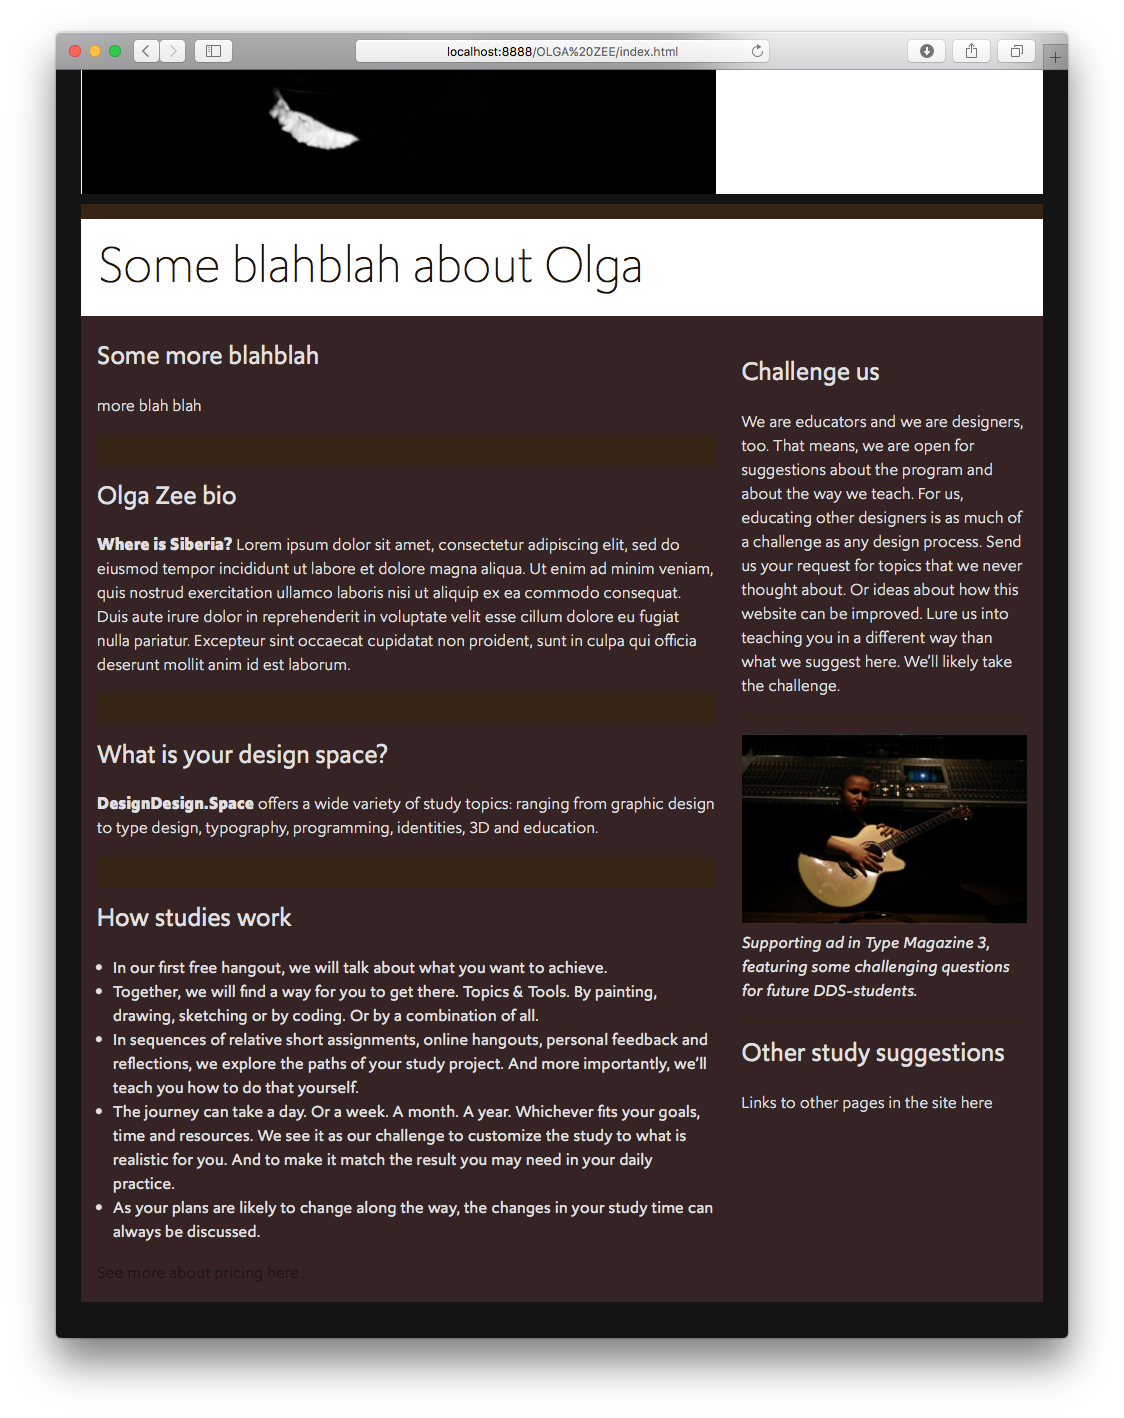 localhost:8888/OLGA%20ZEE/index.html
Some blahblah about Olga
Some more blahblah
more blah blah
Olga Zee bio
Where is Siberia? Lorem ipsum dolor sit amet, consectetur adipiscing elit, sed do
eiusmod tempor incididunt ut labore et dolore magna aliqua. Ut enim ad minim veniam,
quis nostrud exercitation ullamco laboris nisi ut aliquip ex ea commodo consequat.
Duis aute irure dolor in reprehenderit in voluptate velit esse cillum dolore eu fugiat
nulla pariatur. Excepteur sint occaecat cupidatat non proident, sunt in culpa qui officia
deserunt mollit anim id est laborum.
What is your design space?
DesignDesign.Space offers a wide variety of study topics: ranging from graphic design
to type design, typography, programming, identities, 3D and education.
How studies work
• In our first free hangout, we will talk about what you want to achieve.
• Together, we will find a way for you to get there. Topics & Tools. By painting,
drawing, sketching or by coding. Or by a combination of all.
• In sequences of relative short assignments, online hangouts, personal feedback and
reflections, we explore the paths of your study project. And more importantly, we'll
teach you how to do that yourself.
• The journey can take a day. Or a week. A month. A year. Whichever fits your goals,
time and resources. We see it as our challenge to customize the study to what is
realistic for you. And to make it match the result you may need in your daily
practice.
• As your plans are likely to change along the way, the changes in your study time can
always be discussed.
See more about pricing here.
Challenge us
We are educators and we are designers,
too. That means, we are open for
suggestions about the program and
about the way we teach. For us,
educating other designers is as much of
a challenge as any design process. Send
us your request for topics that we never
thought about. Or ideas about how this
website can be improved. Lure us into
teaching you in a different way than
what we suggest here. We'll likely take
the challenge.
Supporting ad in Type Magazine 3,
featuring some challenging questions
for future DDS-students.
Other study suggestions
Links to other pages in the site here